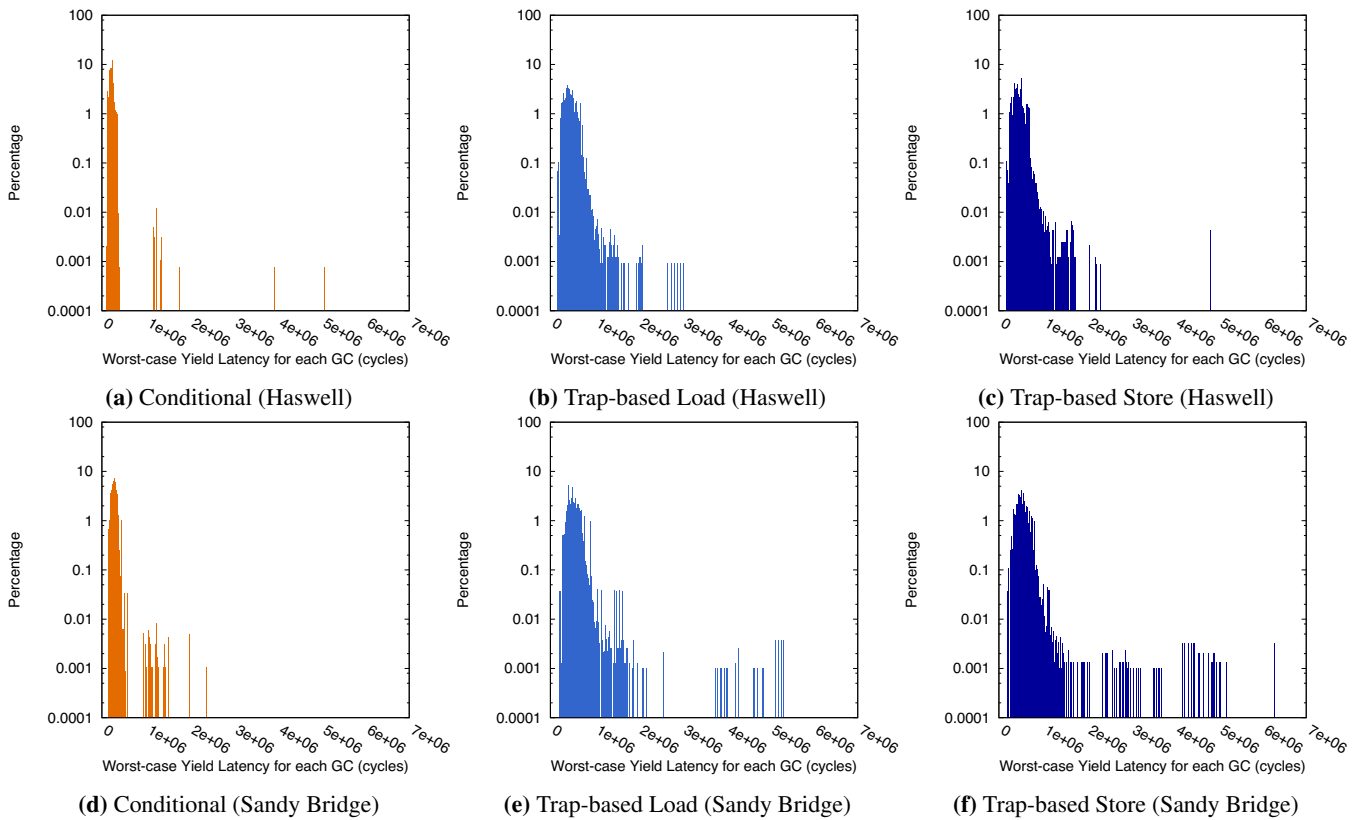 100
10
1
0.1
0.01
0.001
0.0001
Percentage
0
1e+06
2e+06
3e+06
4e+06
5e+06
6e+06
7e+06
Worst-case Yield Latency for each GC (cycles)
(a) Conditional (Haswell)
100
10
1
0.1
0.01
0.001
0.0001
Percentage
0
1e+06
2e+06
3e+06
4e+06
5e+06
6e+06
7e+06
Worst-case Yield Latency for each GC (cycles)
(b) Trap-based Load (Haswell)
100
10
1
0.1
0.01
0.001
0.0001
Percentage
0
1e+06
2e+06
3e+06
4e+06
5e+06
6e+06
7e+06
Worst-case Yield Latency for each GC (cycles)
(c) Trap-based Store (Haswell)
100
10
1
0.1
0.01
0.001
0.0001
Percentage
0
1e+06
2e+06
3e+06
4e+06
5e+06
6e+06
7e+06
Worst-case Yield Latency for each GC (cycles)
(d) Conditional (Sandy Bridge)
100
10
1
0.1
0.01
0.001
0.0001
Percentage
0
1e+06
2e+06
3e+06
4e+06
5e+06
6e+06
7e+06
Worst-case Yield Latency for each GC (cycles)
(e) Trap-based Load (Sandy Bridge)
100
10
1
0.1
0.01
0.001
0.0001
Percentage
0
1e+06
2e+06
3e+06
4e+06
5e+06
6e+06
7e+06
Worst-case Yield Latency for each GC (cycles)
(f) Trap-based Store (Sandy Bridge)